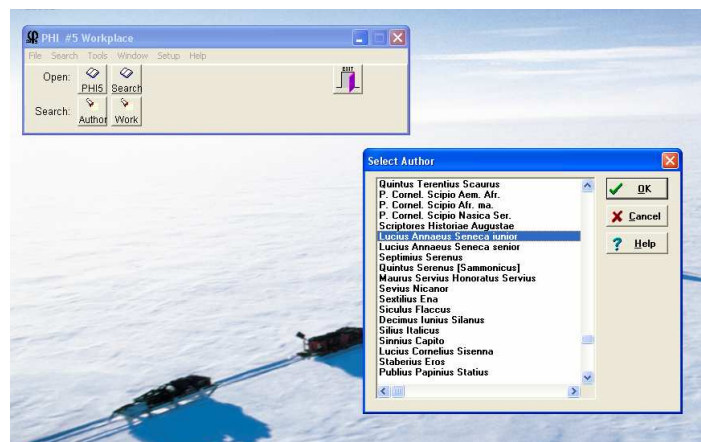 PHI #5 Workplace
File Search Tools Window Setup Help
Open: PHI5 Search EXIT
Search: Author Work
Select Author
Quintus Terentius Scaurus
P. Cornel. Scipio Aem. Afr.
P. Cornel. Scipio Afr. ma.
P. Cornel. Scipio Nasica Ser.
Scriptores Historiae Augustae
Lucius Annaeus Seneca iunior
Lucius Annaeus Seneca senior
Septimius Serenus
Quintus Serenus [Sammonicus]
Maurus Servius Honoratus Servius
Sevius Nicanor
Sextilius Ena
Siculus Flaccus
Decimus Iunius Silanus
Silius Italicus
Sinnius Capito
Lucius Cornelius Sisenna
Staberius Eros
Publius Papinius Statius
OK
Cancel
Help